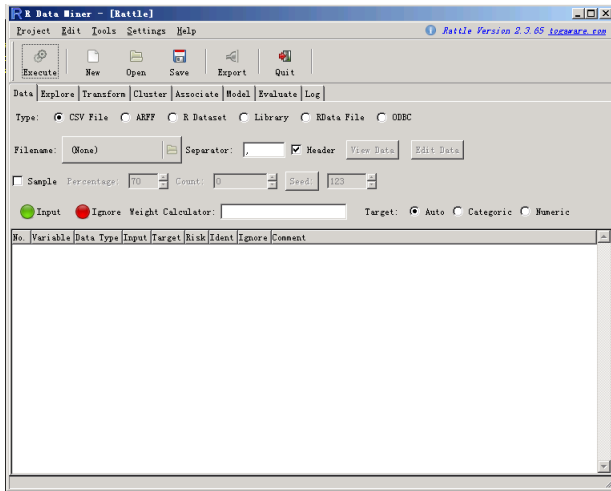 R Data Miner - [Rattle]
Project Edit Tools Settings Help Rattle Version 2.3.65 togaware.com
Execute New Open Save Export Quit
Data Explore Transform Cluster Associate Model Evaluate Log
Type: CSV File ARFF R Dataset Library RData File ODBC
Filename: (None) Separator: , Header View Data Edit Data
Sample Percentage: 70 Count: 0 Seed: 123
Input Ignore Weight Calculator: Target: Auto Categoric Numeric
No. Variable Data Type Input Target Risk Ident Ignore Comment